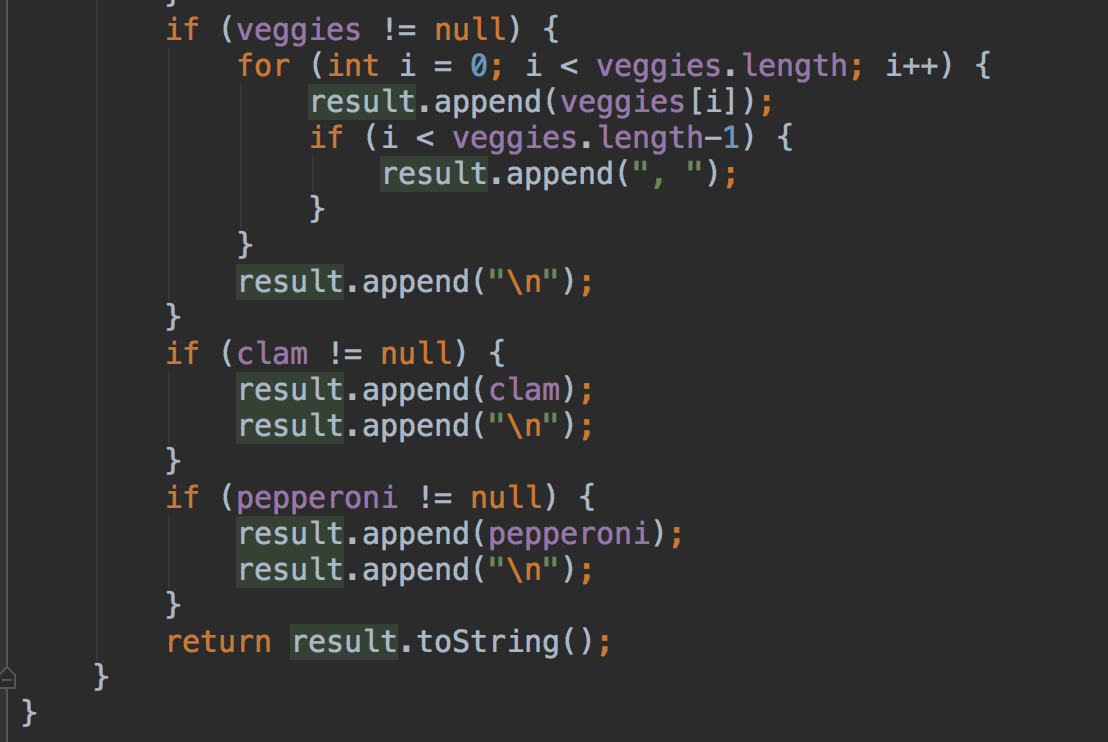 }
if (veggies != null) {
for (int i = 0; i < veggies.length; i++) {
result.append(veggies[i]);
if (i < veggies.length-1) {
result.append(", ");
}
}
result.append("\n");
}
if (clam != null) {
result.append(clam);
result.append("\n");
}
if (pepperoni != null) {
result.append(pepperoni);
result.append("\n");
}
return result.toString();
}
}